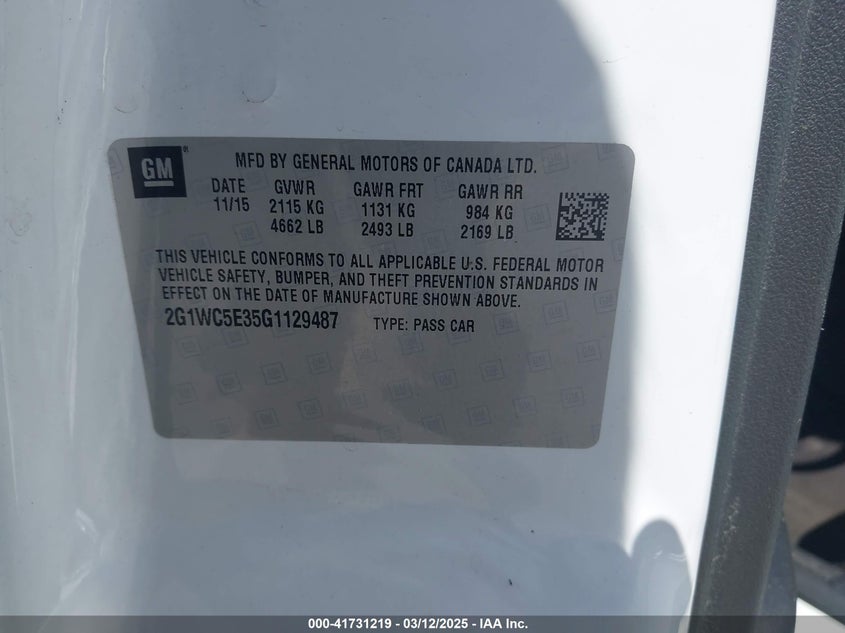 GM
MFD BY GENERAL MOTORS OF CANADA LTD.
DATE GVWR GAWR FRT GAWR RR
11/15 2115 KG 1131 KG 984 KG
4662 LB 2493 LB 2169 LB
THIS VEHICLE CONFORMS TO ALL APPLICABLE U.S. FEDERAL MOTOR
VEHICLE SAFETY, BUMPER, AND THEFT PREVENTION STANDARDS IN
EFFECT ON THE DATE OF MANUFACTURE SHOWN ABOVE.
2G1WC5E35G1129487 TYPE: PASS CAR
000-41731219 - 03/12/2025 - IAA Inc.